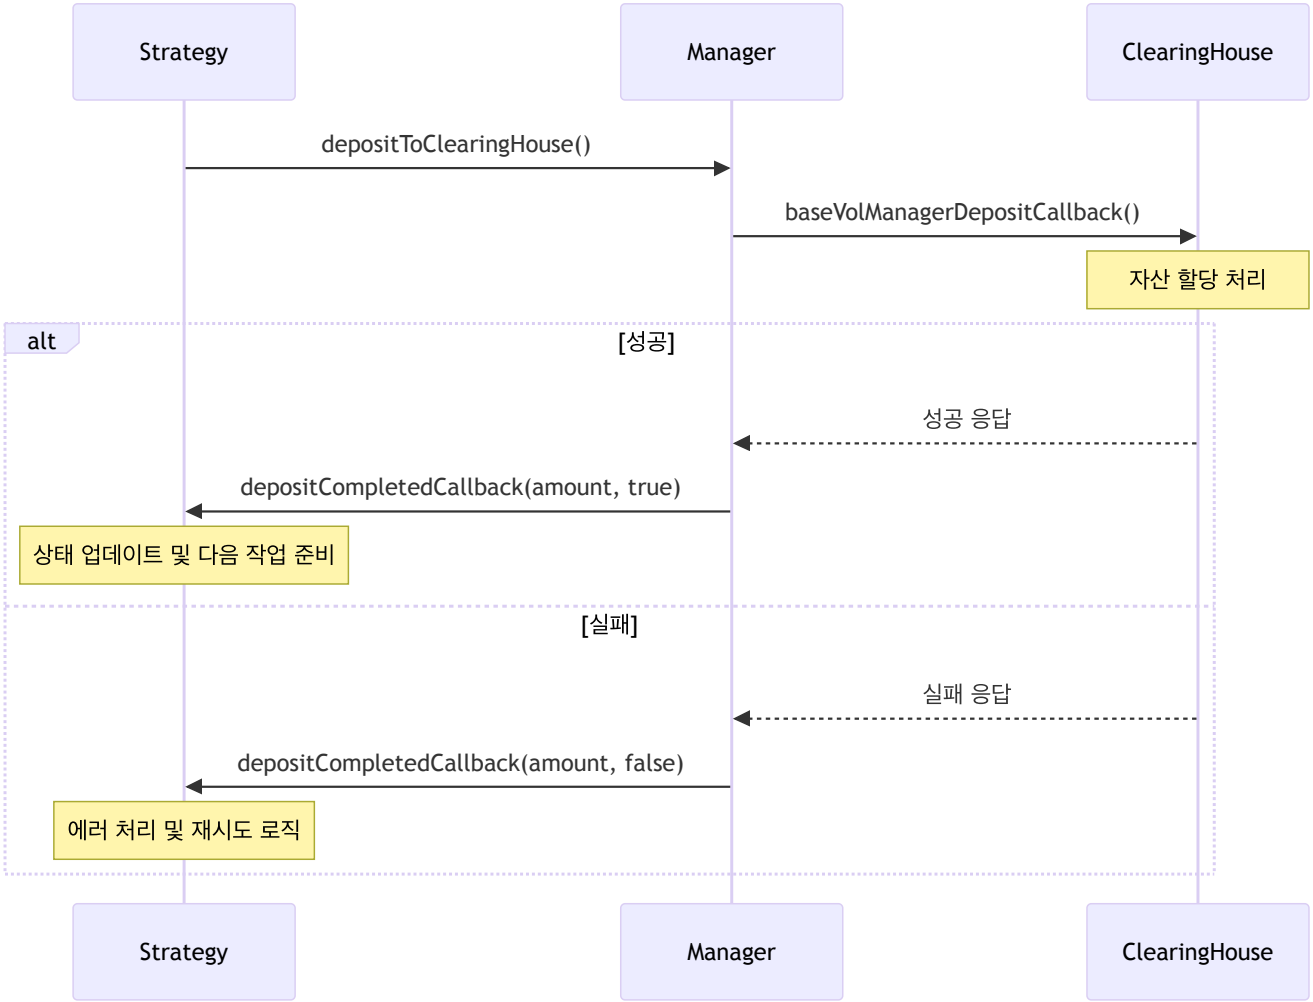 Strategy
Manager
ClearingHouse
depositToClearingHouse()
baseVolManagerDepositCallback()
자산 할당 처리
alt
[성공]
성공 응답
depositCompletedCallback(amount, true)
상태 업데이트 및 다음 작업 준비
[실패]
실패 응답
depositCompletedCallback(amount, false)
에러 처리 및 재시도 로직
Strategy
Manager
ClearingHouse